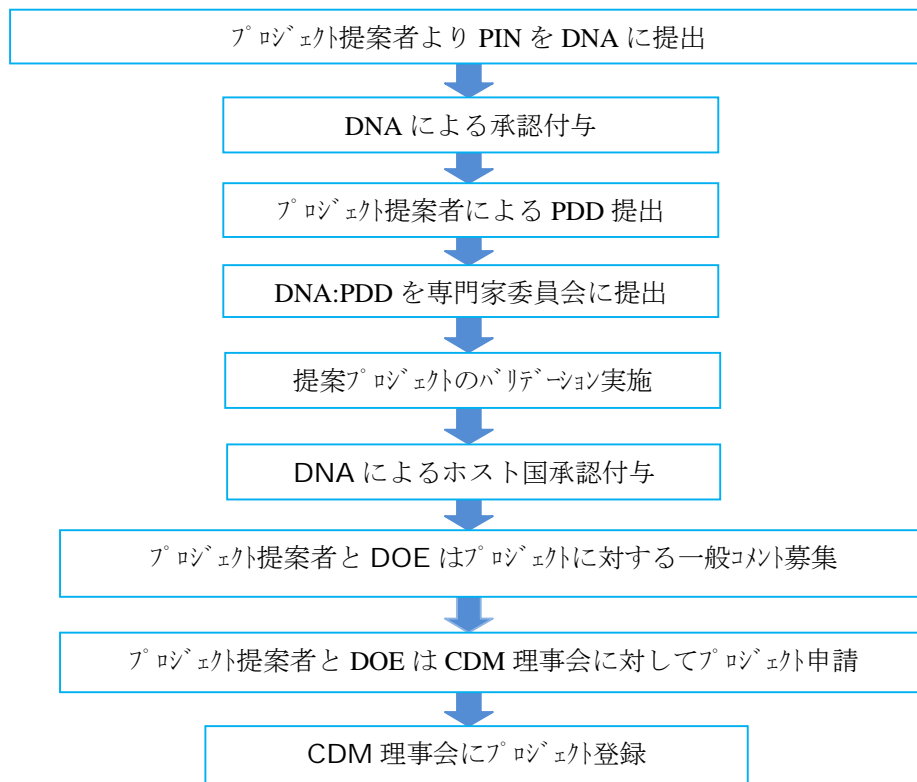 ﾌﾟﾛｼﾞｪｸﾄ提案者より PIN を DNA に提出
DNA による承認付与
ﾌﾟﾛｼﾞｪｸﾄ提案者による PDD 提出
DNA:PDD を専門家委員会に提出
提案ﾌﾟﾛｼﾞｪｸﾄのﾊﾞﾘﾃﾞｰｼｮﾝ実施
DNA によるホスト国承認付与
ﾌﾟﾛｼﾞｪｸﾄ提案者と DOE はﾌﾟﾛｼﾞｪｸﾄに対する一般ｺﾒﾝﾄ募集
ﾌﾟﾛｼﾞｪｸﾄ提案者と DOE は CDM 理事会に対してﾌﾟﾛｼﾞｪｸﾄ申請
CDM 理事会にﾌﾟﾛｼﾞｪｸﾄ登録